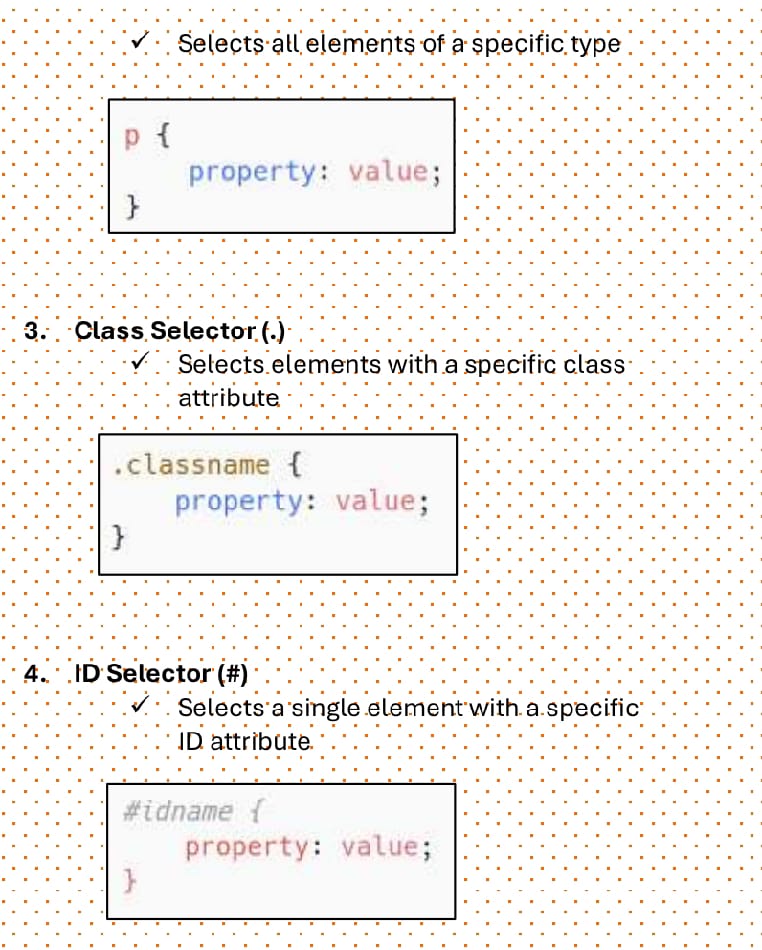 ✓ Selects all elements of a specific type
p {
    property: value;
}
3. Class Selector (.)
✓ Selects elements with a specific class
attribute
.classname {
    property: value;
}
4. ID Selector (#)
✓ Selects a single element with a specific
ID attribute
#idname {
    property: value;
}